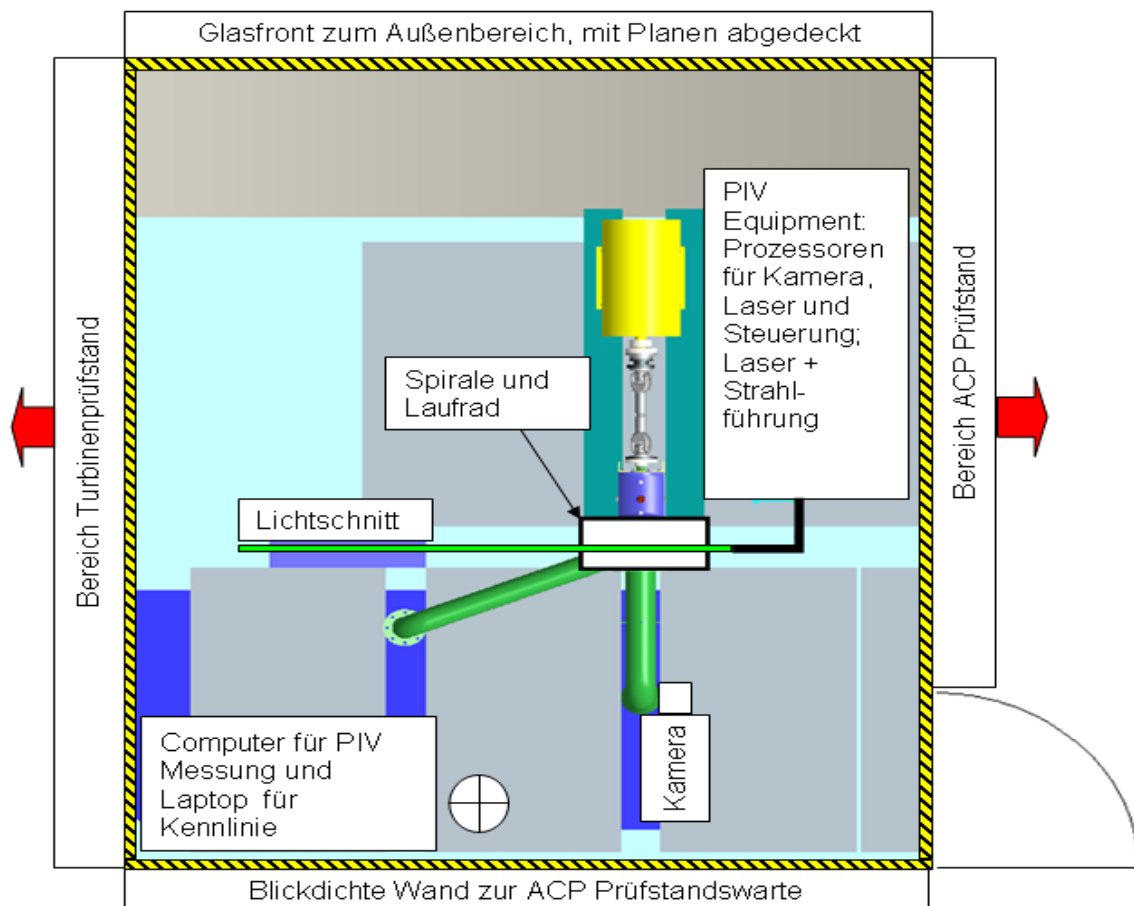 Glasfront zum Außenbereich, mit Planen abgedeckt
PIV
Equipment:
Prozessoren
für Kamera,
Laser und
Steuerung;
Laser +
Strahl-
führung
Spirale und
Laufrad
Bereich Turbinenprüfstand
Bereich ACP Prüfstand
Lichtschnitt
Computer für PIV
Messung und
Laptop für
Kennlinie
Kamera
Blickdichte Wand zur ACP Prüfstandswarte